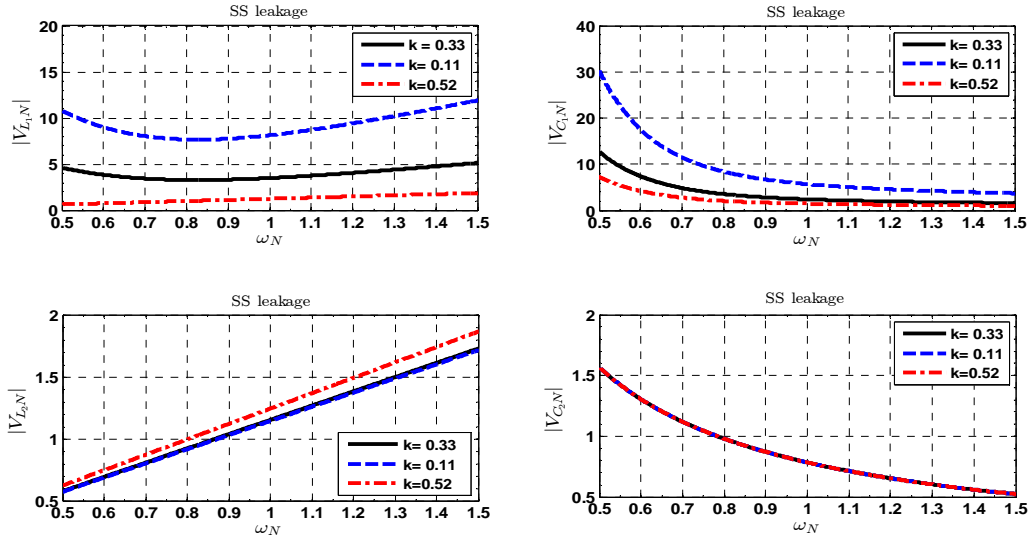 SS leakage
|V_{L_1N}|
20
15
10
5
0
k = 0.33
k= 0.11
k=0.52
0.5 0.6 0.7 0.8 0.9 1 1.1 1.2 1.3 1.4 1.5
ω_N
SS leakage
|V_{C_1N}|
40
30
20
10
0
k= 0.33
k= 0.11
k=0.52
0.5 0.6 0.7 0.8 0.9 1 1.1 1.2 1.3 1.4 1.5
ω_N
SS leakage
|V_{L_2N}|
2
1.5
1
0.5
k= 0.33
k= 0.11
k=0.52
0.5 0.6 0.7 0.8 0.9 1 1.1 1.2 1.3 1.4 1.5
ω_N
SS leakage
|V_{C_2N}|
2
1.5
1
0.5
k= 0.33
k= 0.11
k=0.52
0.5 0.6 0.7 0.8 0.9 1 1.1 1.2 1.3 1.4 1.5
ω_N